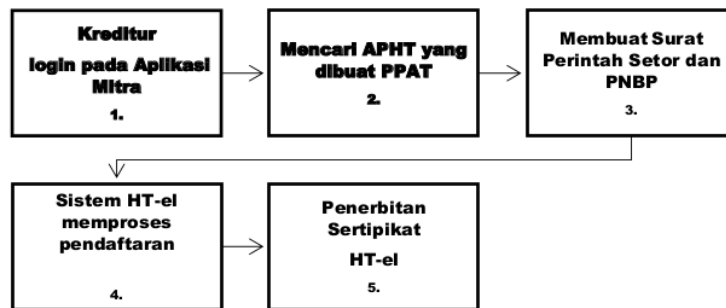 Kreditur
login pada Aplikasi
Mitra
1.
Mencari APHT yang
dibuat PPAT
2.
Membuat Surat
Perintah Setor dan
PNBP
3.
Sistem HT-el
memproses
pendaftaran
4.
Penerbitan
Sertipikat
HT-el
5.